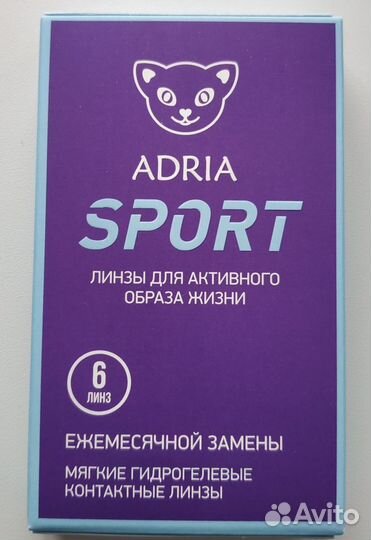 ADRIA
SPORT
ЛИНЗЫ ДЛЯ АКТИВНОГО
ОБРАЗА ЖИЗНИ
6
ЛИНЗ
ЕЖЕМЕСЯЧНОЙ ЗАМЕНЫ
МЯГКИЕ ГИДРОГЕЛЕВЫЕ
КОНТАКТНЫЕ ЛИНЗЫ
Avito